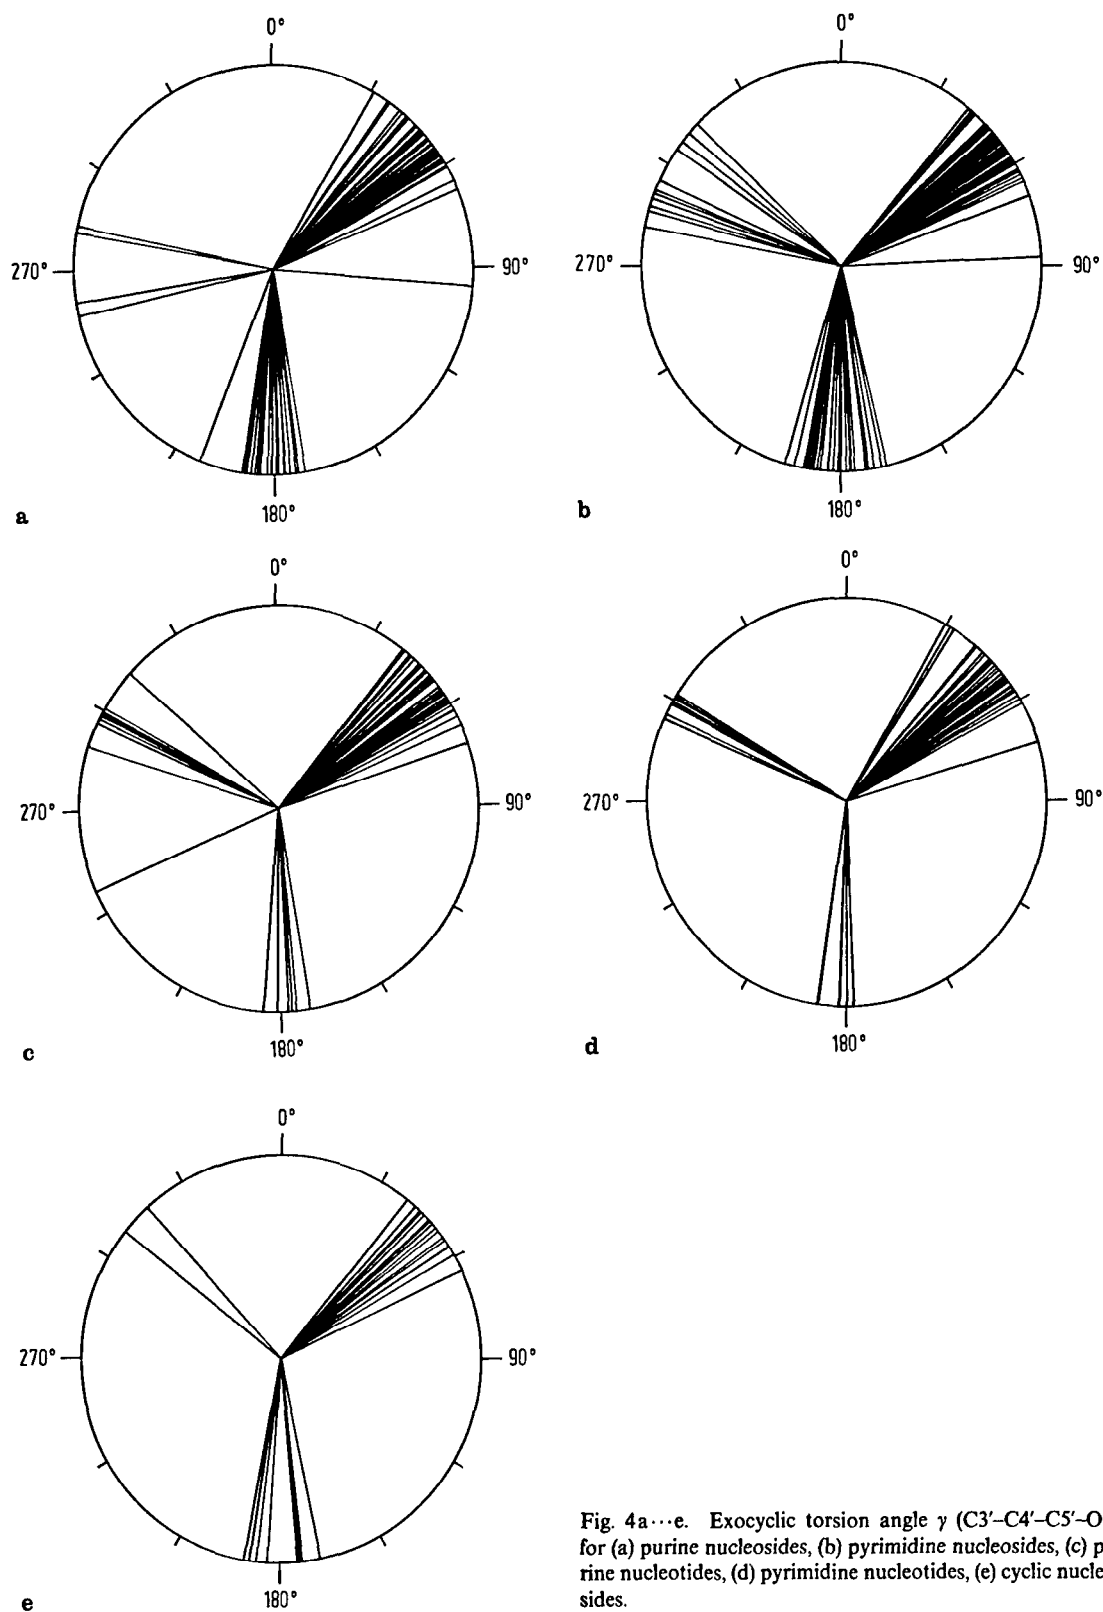 0°
0°
270°
90°
270°
90°
180°
180°
a
b
0°
0°
270°
90°
270°
90°
180°
180°
c
d
0°
270°
90°
180°
e
Fig. 4a···e. Exocyclic torsion angle γ (C3′–C4′–C5′–O
for (a) purine nucleosides, (b) pyrimidine nucleosides, (c) p
rine nucleotides, (d) pyrimidine nucleotides, (e) cyclic nucle
sides.